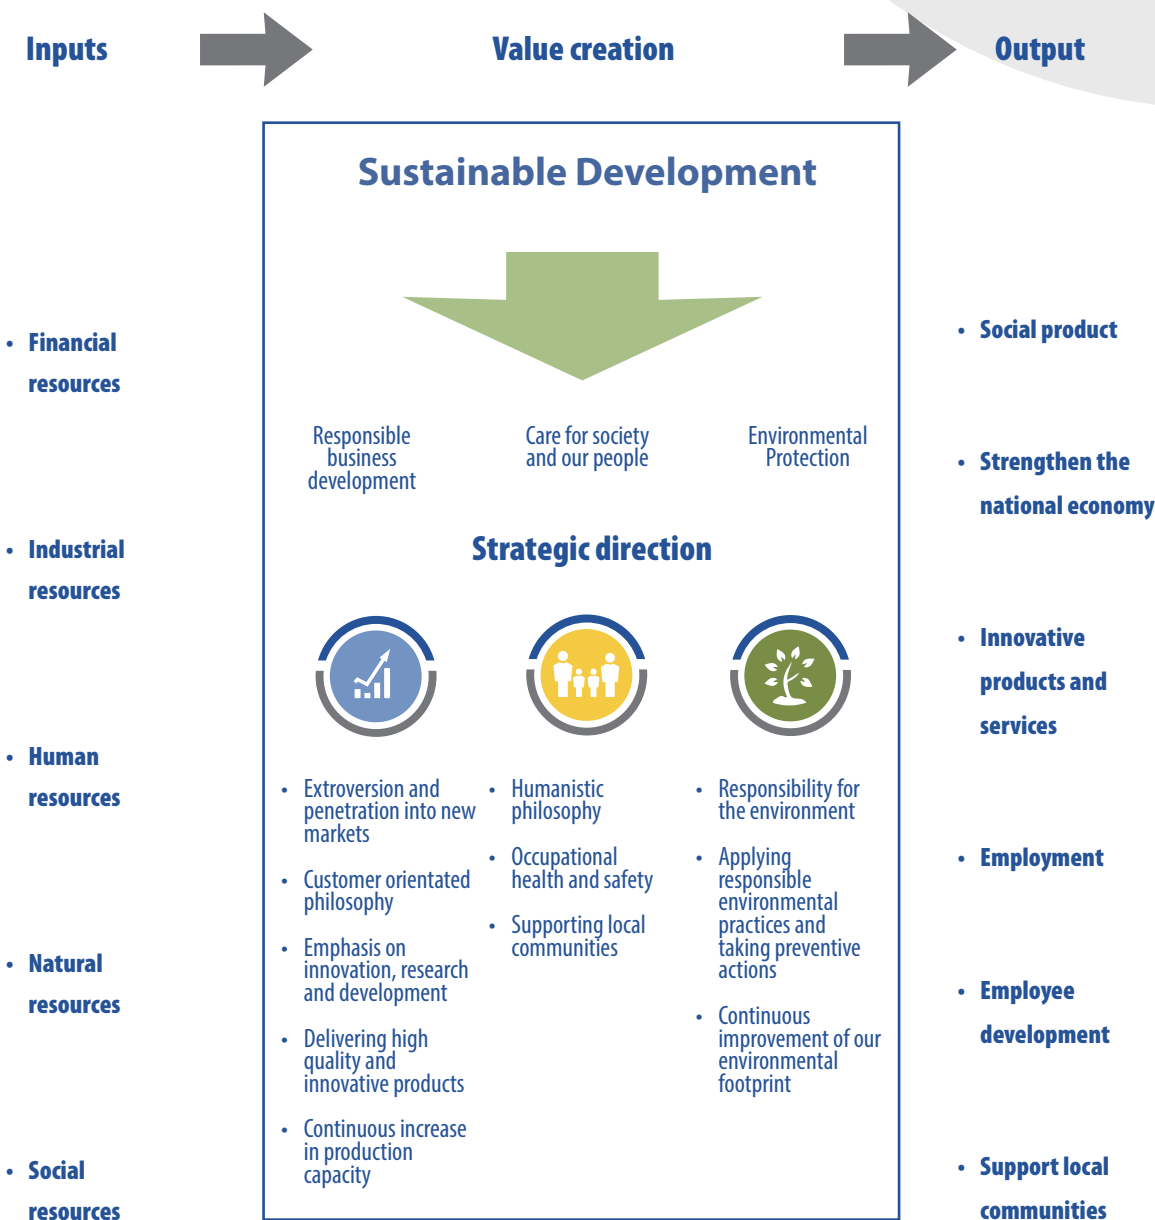 Inputs
Value creation
Output
• Financial
resources
• Industrial
resources
• Human
resources
• Natural
resources
• Social
resources
Sustainable Development
Responsible
business
development
Care for society
and our people
Environmental
Protection
Strategic direction
• Extroversion and
penetration into new
markets
• Customer orientated
philosophy
• Emphasis on
innovation, research
and development
• Delivering high
quality and
innovative products
• Continuous increase
in production
capacity
• Humanistic
philosophy
• Occupational
health and safety
• Supporting local
communities
• Responsibility for
the environment
• Applying
responsible
environmental
practices and
taking preventive
actions
• Continuous
improvement of our
environmental
footprint
• Social product
• Strengthen the
national economy
• Innovative
products and
services
• Employment
• Employee
development
• Support local
communities